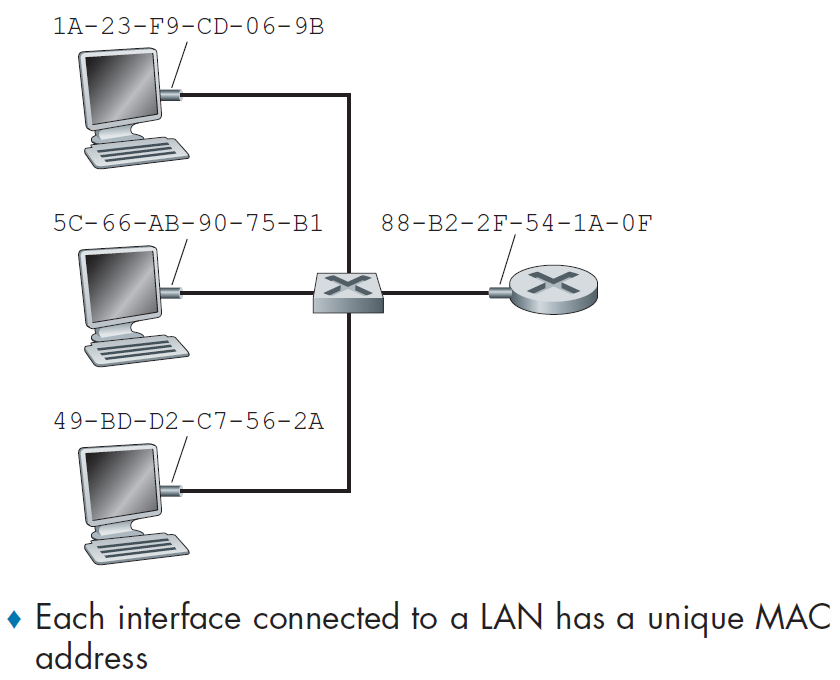 1A-23-F9-CD-06-9B
5C-66-AB-90-75-B1
88-B2-2F-54-1A-0F
49-BD-D2-C7-56-2A
♦ Each interface connected to a LAN has a unique MAC
address